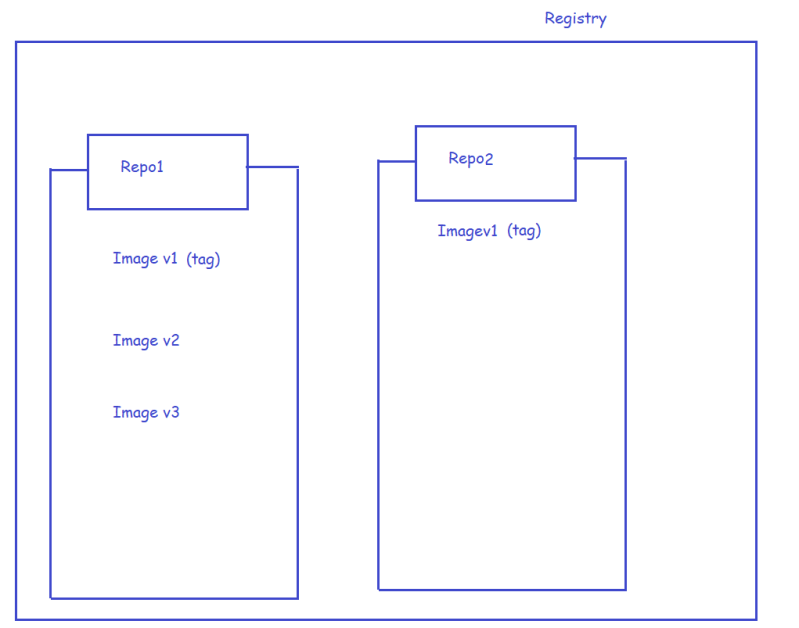 Registry
Repo1
Image v1 (tag)
Image v2
Image v3
Repo2
Imagev1 (tag)